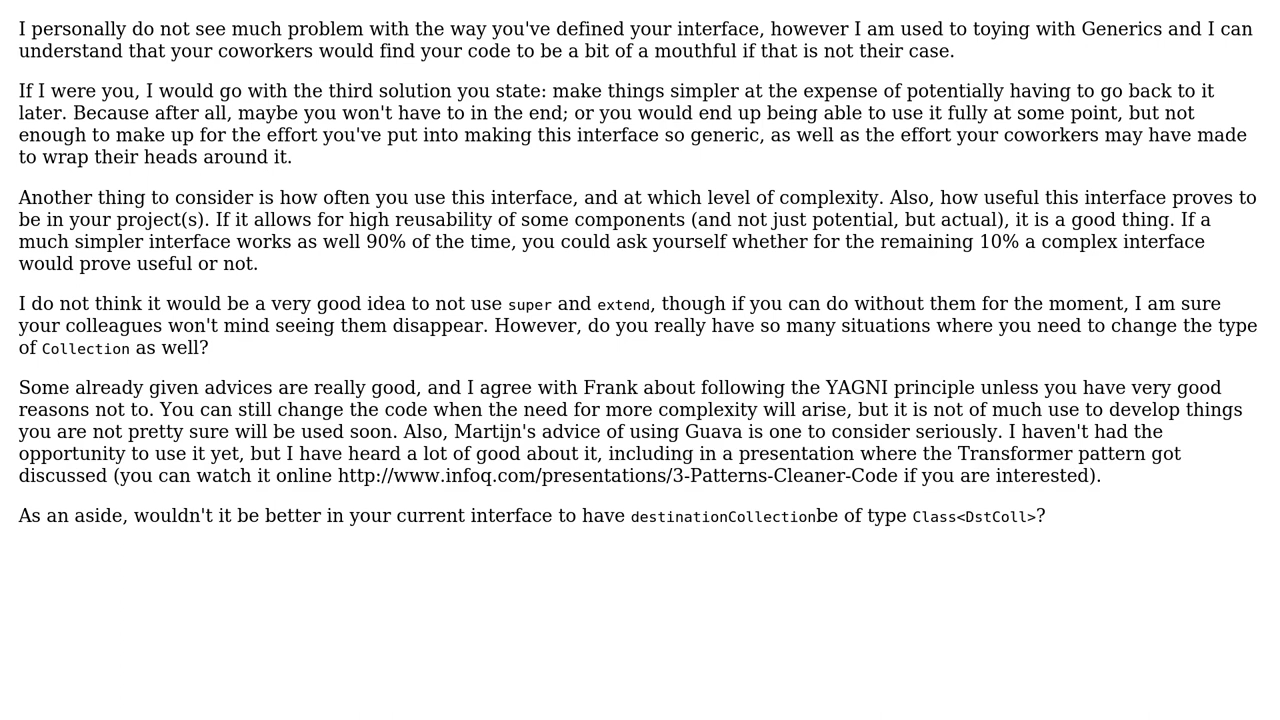 I personally do not see much problem with the way you've defined your interface, however I am used to toying with Generics and I can
understand that your coworkers would find your code to be a bit of a mouthful if that is not their case.
If I were you, I would go with the third solution you state: make things simpler at the expense of potentially having to go back to it
later. Because after all, maybe you won't have to in the end; or you would end up being able to use it fully at some point, but not
enough to make up for the effort you've put into making this interface so generic, as well as the effort your coworkers may have made
to wrap their heads around it.
Another thing to consider is how often you use this interface, and at which level of complexity. Also, how useful this interface proves to
be in your project(s). If it allows for high reusability of some components (and not just potential, but actual), it is a good thing. If a
much simpler interface works as well 90% of the time, you could ask yourself whether for the remaining 10% a complex interface
would prove useful or not.
I do not think it would be a very good idea to not use super and extend, though if you can do without them for the moment, I am sure
your colleagues won't mind seeing them disappear. However, do you really have so many situations where you need to change the type
of Collection as well?
Some already given advices are really good, and I agree with Frank about following the YAGNI principle unless you have very good
reasons not to. You can still change the code when the need for more complexity will arise, but it is not of much use to develop things
you are not pretty sure will be used soon. Also, Martijn's advice of using Guava is one to consider seriously. I haven't had the
opportunity to use it yet, but I have heard a lot of good about it, including in a presentation where the Transformer pattern got
discussed (you can watch it online http://www.infoq.com/presentations/3-Patterns-Cleaner-Code if you are interested).
As an aside, wouldn't it be better in your current interface to have destinationCollectionbe of type Class<DstColl>?